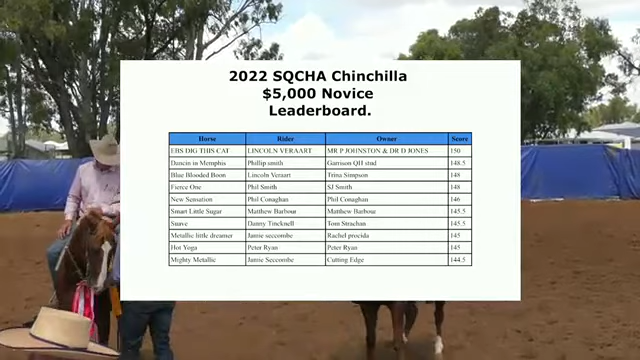 2022 SQCHA Chinchilla
$5,000 Novice
Leaderboard.
Horse Rider Owner Score
EBS DIG THIS CAT LINCOLN VERAART MR P JOHNSTON & DR D JONES 150
Duncin in Memphis Phillip smith Garrison QH stud 148.5
Blue Blooded Boon Lincoln Veraart Trina Simpson 148
Fierce One Phil Smith SJ Smith 148
New Sensation Phil Conaghan Phil Conaghan 146
Smart Little Sugar Matthew Barbour Matthew Barbour 145.5
Suave Danny Tincknell Tom Strachan 145.5
Metallic little dreamer Jamie seccombe Rachel procida 145
Hot Yoga Peter Ryan Peter Ryan 145
Mighty Metallic Jamie Seccombe Cutting Edge 144.5